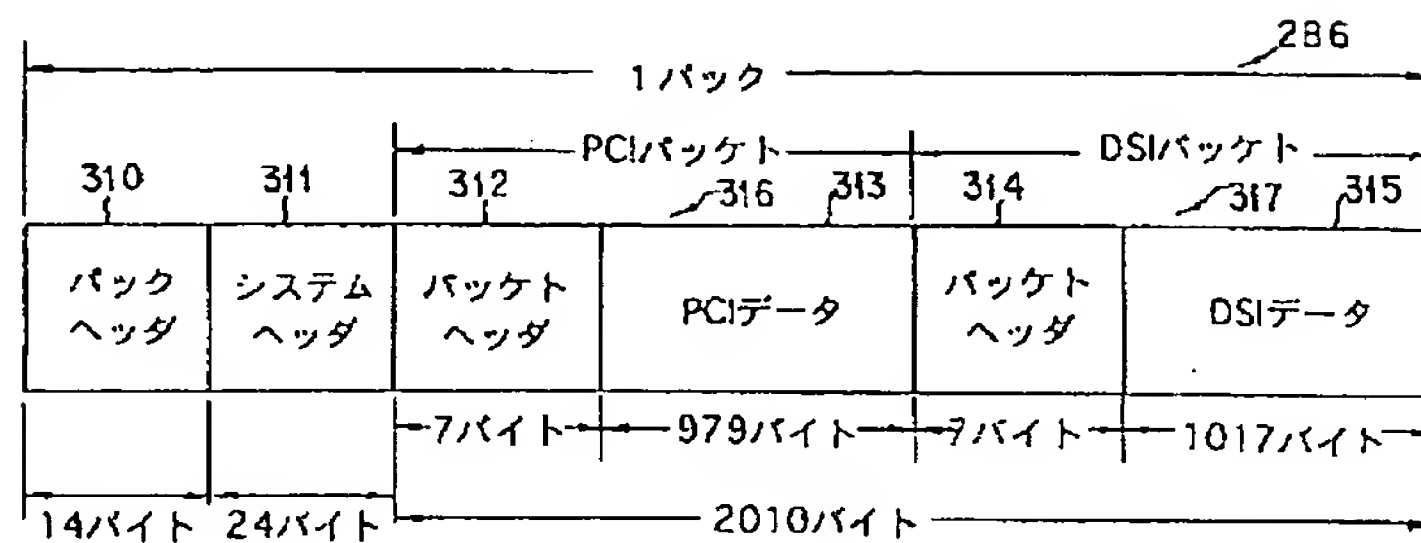 286
1パック
PCIパケット DSIパケット
310 311 312 316 313 314 317 315
パック
ヘッダ
システム
ヘッダ
パケット
ヘッダ
PCIデータ
パケット
ヘッダ
DSIデータ
7バイト 979バイト 7バイト 1017バイト
14バイト 24バイト 2010バイト